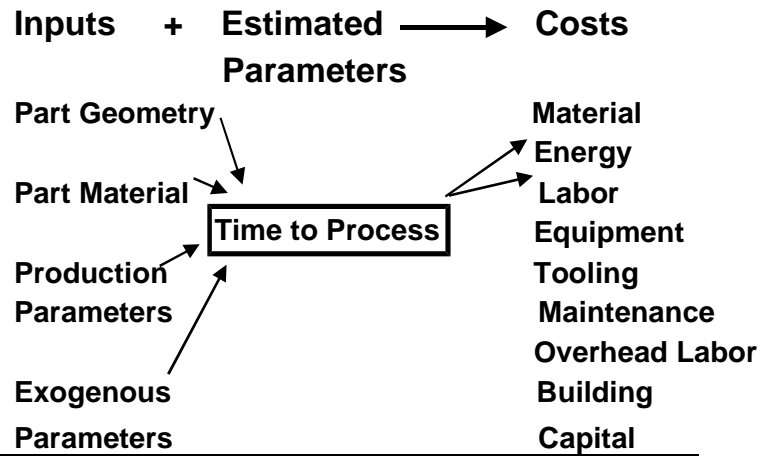 Inputs + Estimated Costs
Parameters
Part Geometry
Part Material
Production
Parameters
Exogenous
Parameters
Time to Process
Material
Energy
Labor
Equipment
Tooling
Maintenance
Overhead Labor
Building
Capital